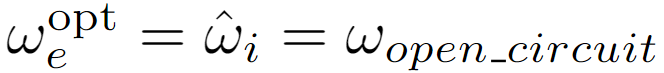 ω_e^opt = ω̂_i = ω_open_circuit